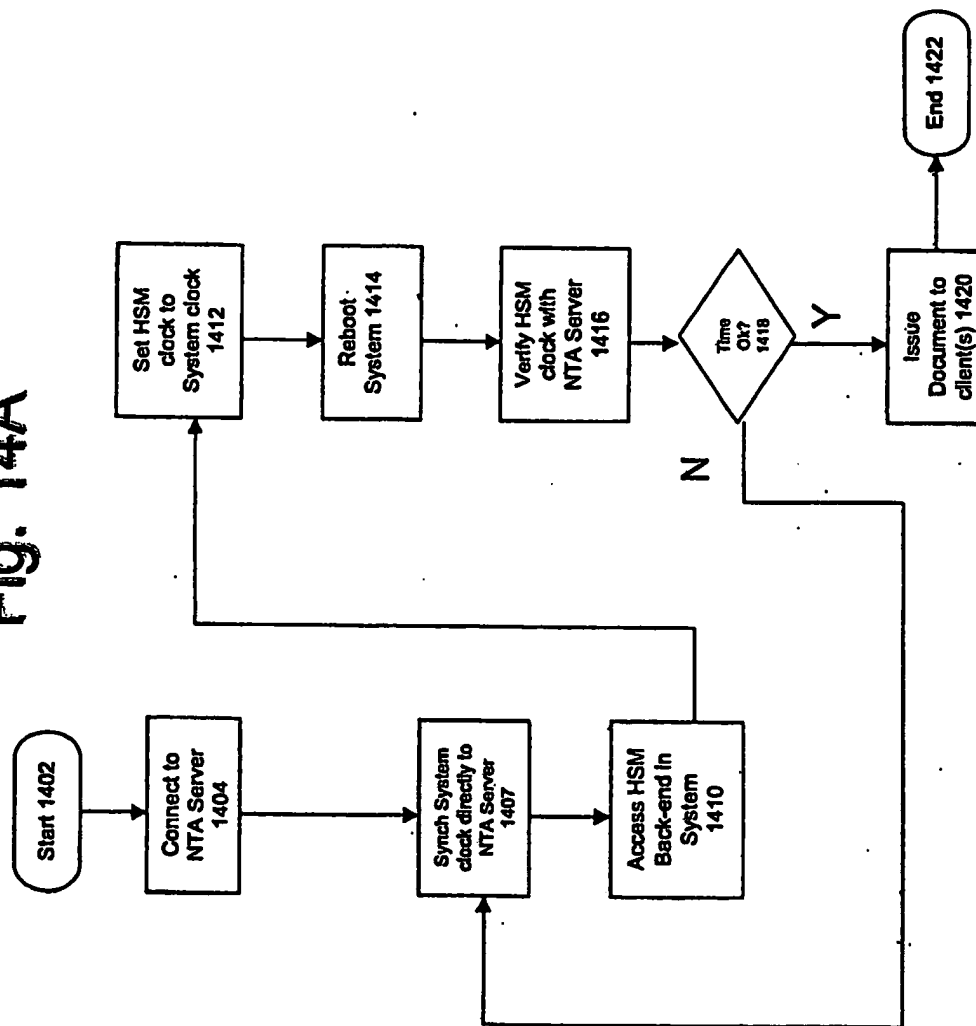 Fig. 14A
Start 1402
Connect to
NTA Server
1404
Synch System
clock directly to
NTA Server
1407
Access HSM
Back-end in
System
1410
Set HSM
clock to
System clock
1412
Reboot
System 1414
Verify HSM
clock with
NTA Server
1416
Time
Ok?
1418
N
Y
Issue
Document to
client(s) 1420
End 1422